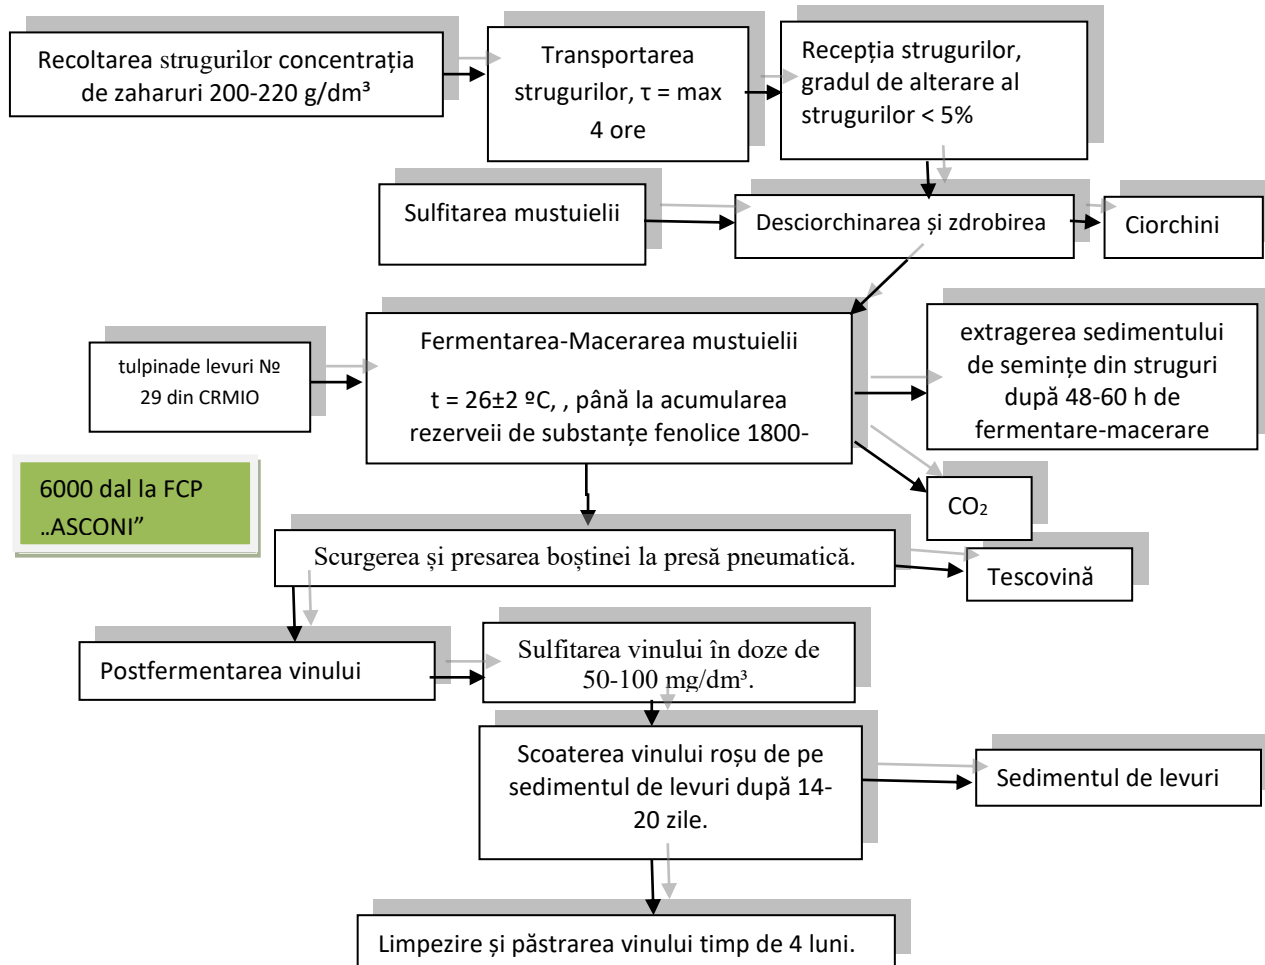 Recoltarea strugurilor concentrația
de zaharuri 200-220 g/dm³
Transportarea
strugurilor, τ = max
4 ore
Recepția strugurilor,
gradul de alterare al
strugurilor < 5%
Sulfitarea mustuielii
Desciorchinarea și zdrobirea
Ciorchini
tulpinade levuri №
29 din CRMIO
Fermentarea-Macerarea mustuielii
t = 26±2 ºC, , până la acumularea
rezerveii de substanțe fenolice 1800-
extragerea sedimentului
de semințe din struguri
după 48-60 h de
fermentare-macerare
6000 dal la FCP
„ASCONI”
CO₂
Scurgerea și presarea boștinei la presă pneumatică.
Tescovină
Postfermentarea vinului
Sulfitarea vinului în doze de
50-100 mg/dm³.
Scoaterea vinului roșu de pe
sedimentul de levuri după 14-
20 zile.
Sedimentul de levuri
Limpezire și păstrarea vinului timp de 4 luni.